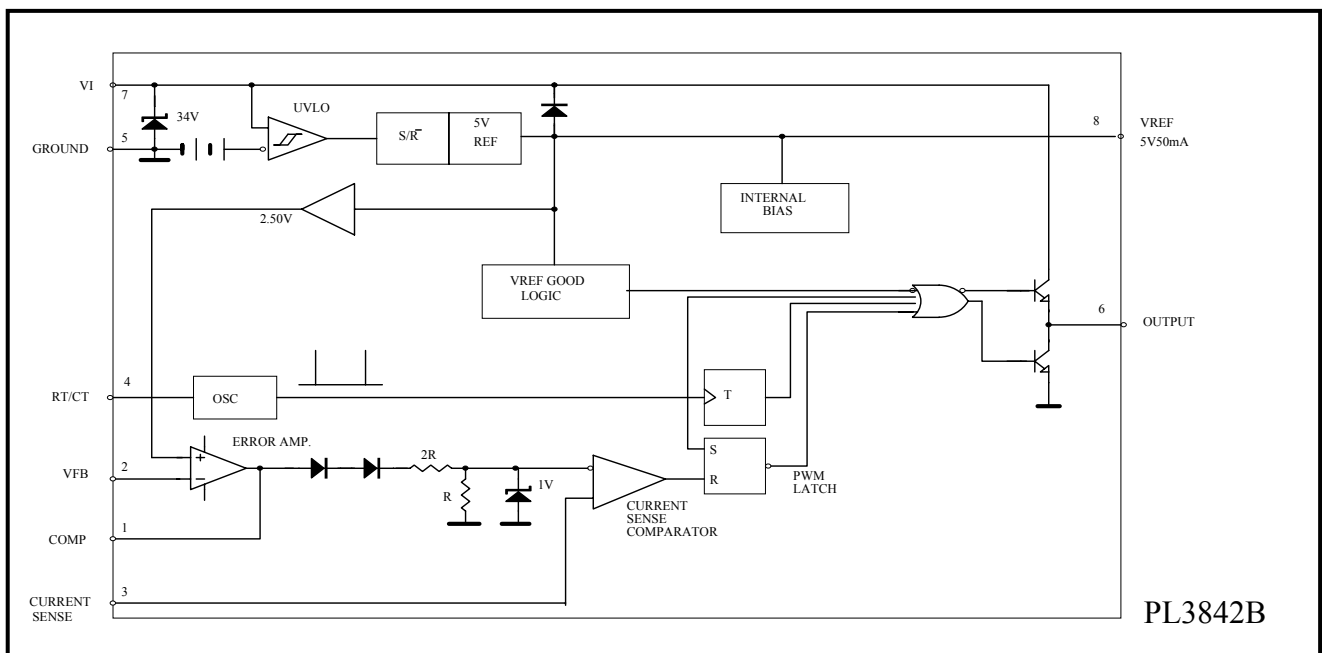 VI
7
34V
UVLO
5
GROUND
S/R
5V
REF
8
VREF
5V50mA
2.50V
INTERNAL
BIAS
VREF GOOD
LOGIC
6
OUTPUT
4
RT/CT
OSC
T
ERROR AMP.
+
−
2
VFB
2R
R
1V
S
R
PWM
LATCH
CURRENT
SENSE
COMPARATOR
1
COMP
3
CURRENT
SENSE
PL3842B